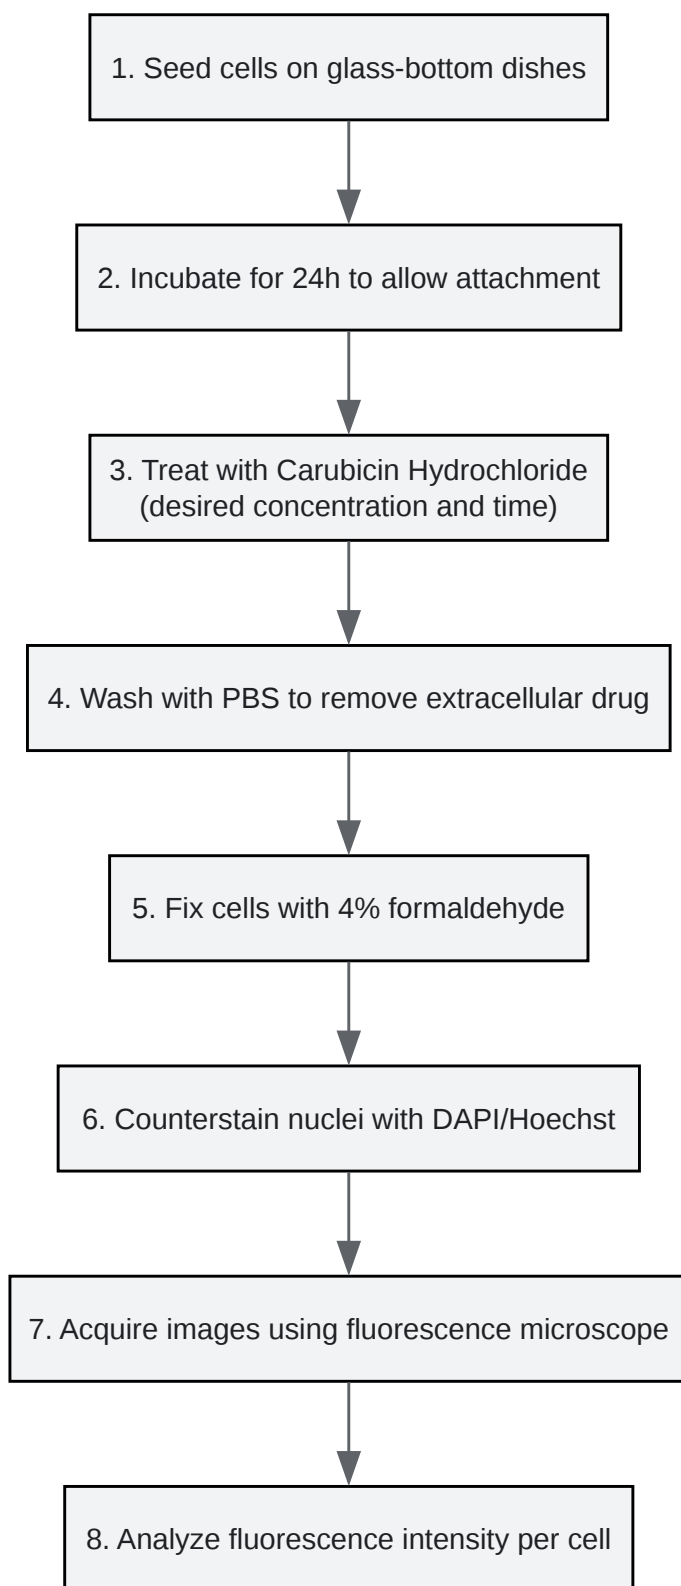 1. Seed cells on glass-bottom dishes
2. Incubate for 24h to allow attachment
3. Treat with Carubicin Hydrochloride
(desired concentration and time)
4. Wash with PBS to remove extracellular drug
5. Fix cells with 4% formaldehyde
6. Counterstain nuclei with DAPI/Hoechst
7. Acquire images using fluorescence microscope
8. Analyze fluorescence intensity per cell